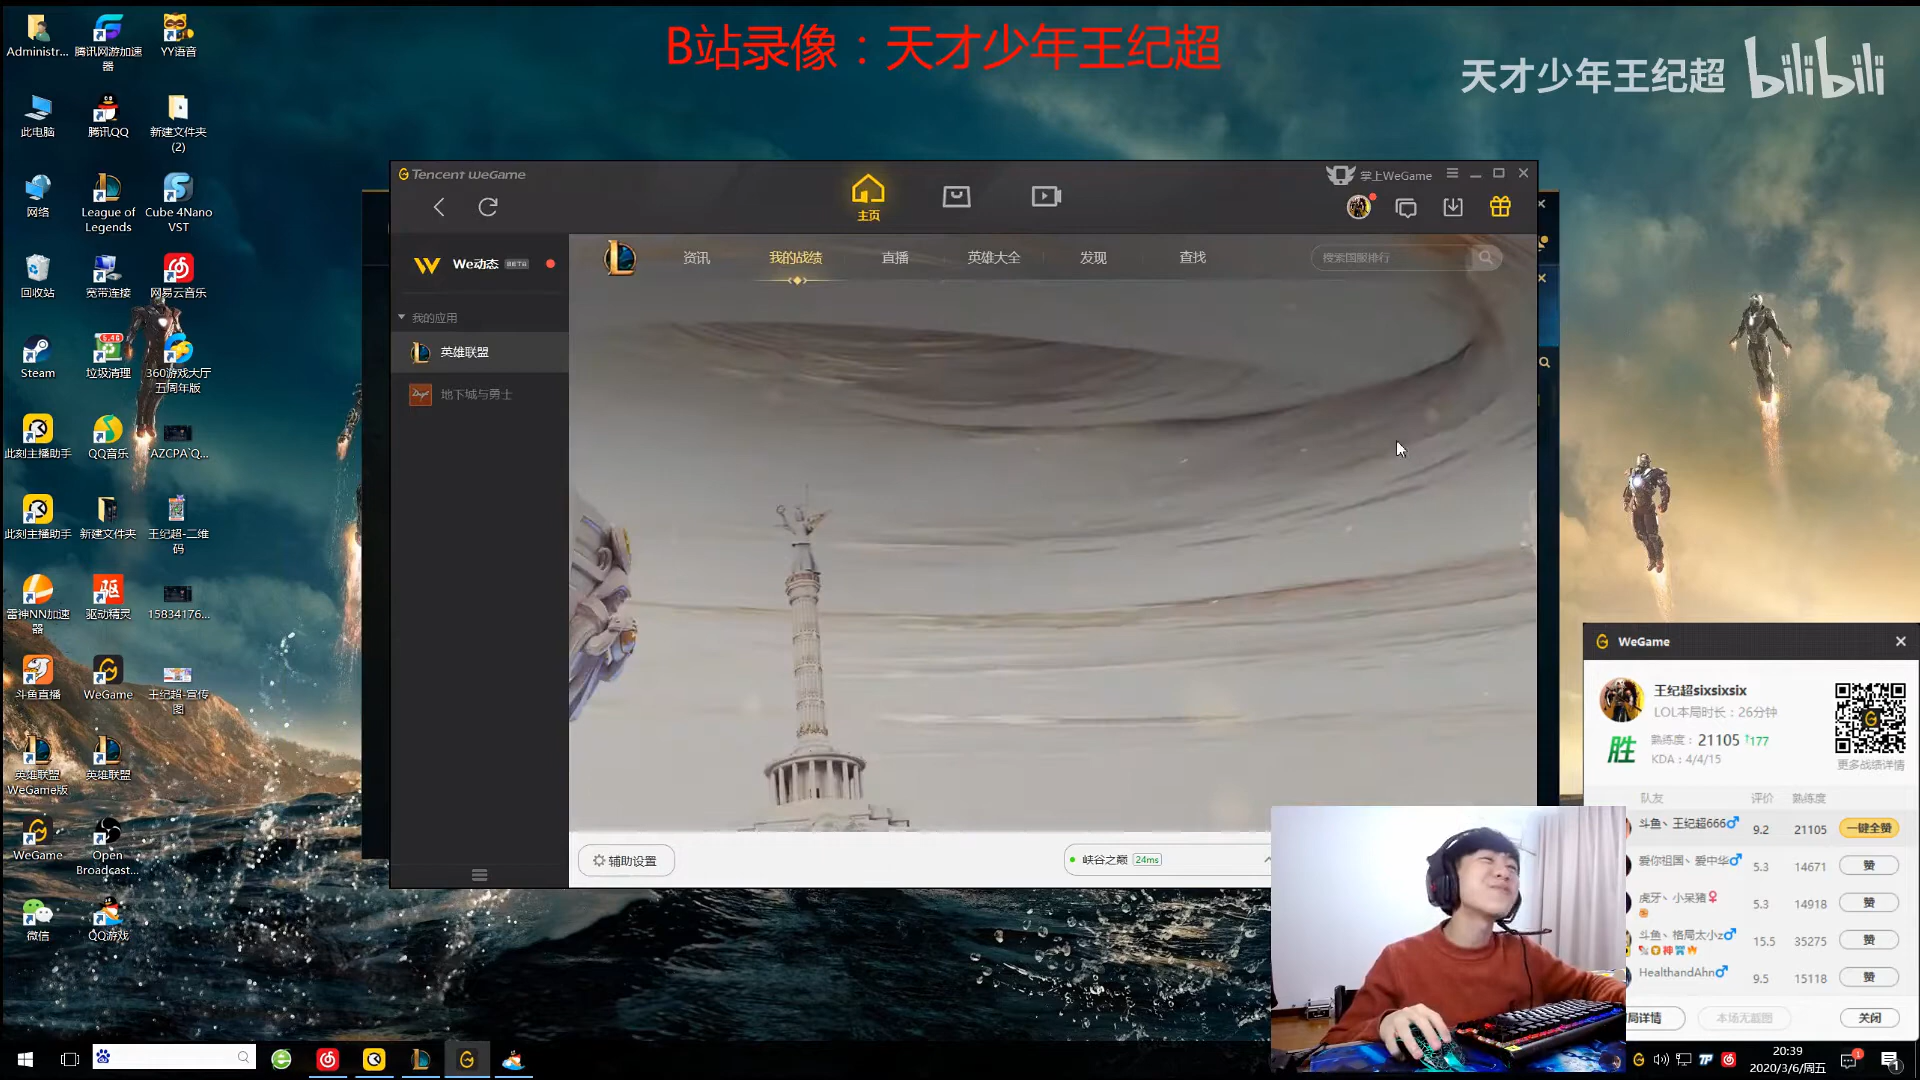 B站录像：天才少年王纪超
天才少年王纪超 bilibili
Administr...
腾讯网游加速器
YY语音
此电脑
腾讯QQ
新建文件夹 (2)
网络
League of Legends
Cube 4Nano VST
回收站
宽带连接
网易云音乐
Steam
垃圾清理
360游戏大厅五周年版
此刻主播助手
QQ音乐
AZCPA`Q...
此刻主播助手
新建文件夹
王纪超-二维码
雷神NN加速器
驱动精灵
15834176...
斗鱼直播
WeGame
王纪超-宣传图
英雄联盟WeGame版
英雄联盟
WeGame
Open Broadcast...
微信
QQ游戏
Tencent WeGame
主页
掌上WeGame
We动态 BETA
我的应用
英雄联盟
地下城与勇士
资讯
我的战绩
直播
英雄大全
发现
查找
搜索国服排行
辅助设置
峡谷之巅 24ms
WeGame
王纪超sixsixsix
LOL本局时长：26分钟
胜
熟练度：21105 ↑177
KDA：4/4/15
更多战绩详情
队友 评价 熟练度
斗鱼丶王纪超666 9.2 21105 一键全赞
爱你祖国丶爱中华 5.3 14671 赞
虎牙丶小呆猪 5.3 14918 赞
斗鱼丶格局太小z 15.5 35275 赞
HealthandAhn 9.5 15118 赞
局详情
本场无截图
关闭
20:39
2020/3/6/周五